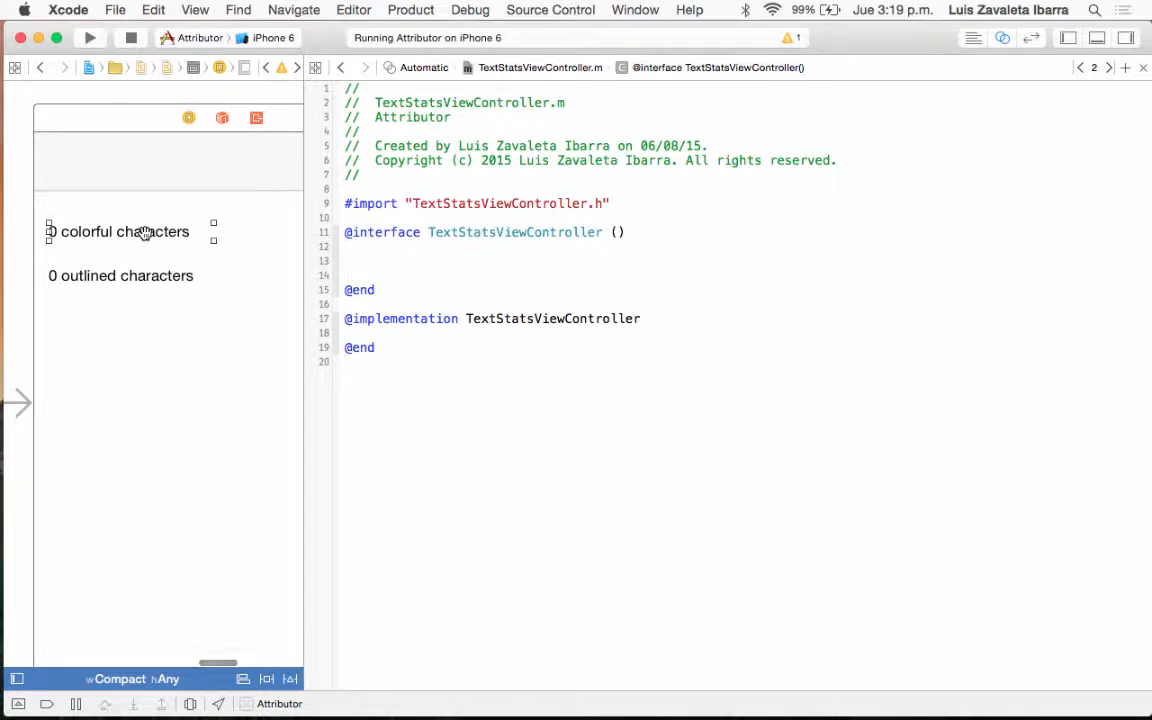 Xcode File Edit View Find Navigate Editor Product Debug Source Control Window Help 99% Jue 3:19 p.m. Luis Zavaleta Ibarra
Attributor iPhone 6 Running Attributor on iPhone 6 1
Automatic TextStatsViewController.m @interface TextStatsViewController() 2
0 colorful characters
0 outlined characters
wCompact hAny
1 //
2 // TextStatsViewController.m
3 // Attributor
4 //
5 // Created by Luis Zavaleta Ibarra on 06/08/15.
6 // Copyright (c) 2015 Luis Zavaleta Ibarra. All rights reserved.
7 //
8
9 #import "TextStatsViewController.h"
10
11 @interface TextStatsViewController ()
12
13
14
15 @end
16
17 @implementation TextStatsViewController
18
19 @end
20
Attributor